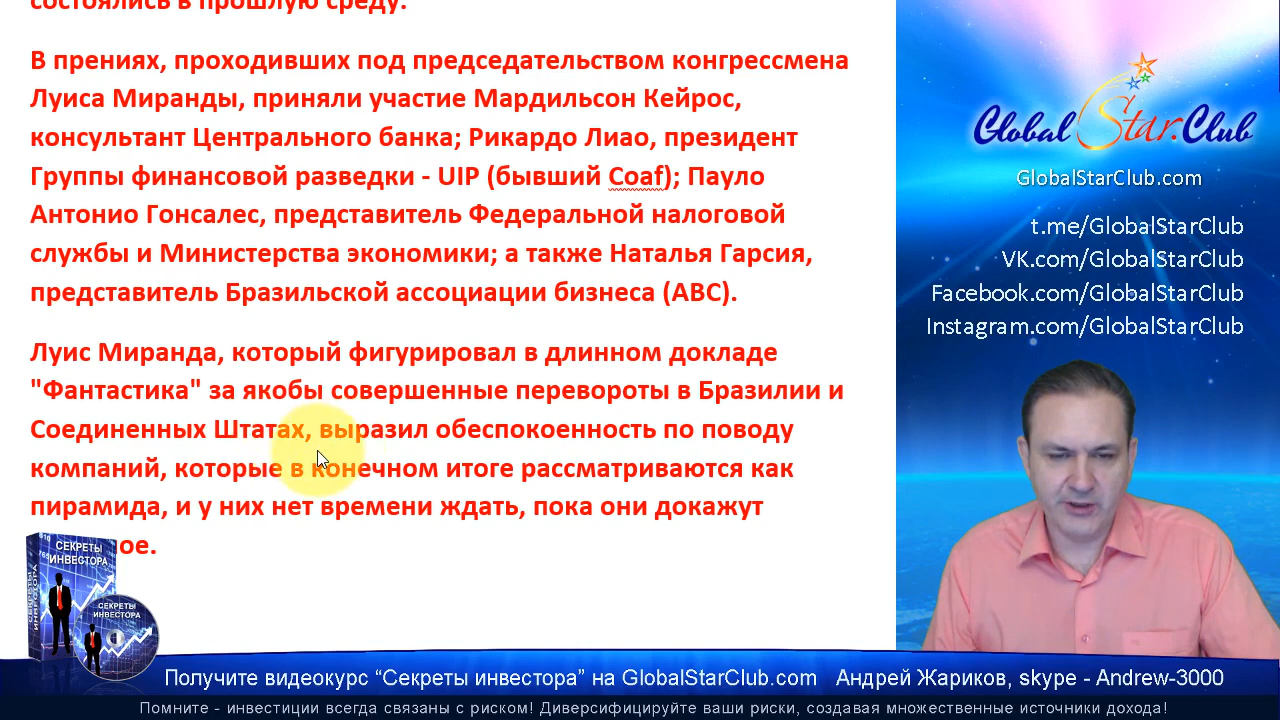 состоялись в прошлую среду.
В прениях, проходивших под председательством конгрессмена
Луиса Миранды, приняли участие Мардильсон Кейрос,
консультант Центрального банка; Рикардо Лиао, президент
Группы финансовой разведки - UIP (бывший Coaf); Пауло
Антонио Гонсалес, представитель Федеральной налоговой
службы и Министерства экономики; а также Наталья Гарсия,
представитель Бразильской ассоциации бизнеса (ABC).
Луис Миранда, который фигурировал в длинном докладе
"Фантастика" за якобы совершенные перевороты в Бразилии и
Соединенных Штатах, выразил обеспокоенность по поводу
компаний, которые в конечном итоге рассматриваются как
пирамида, и у них нет времени ждать, пока они докажут
ое.
Global Star.Club
GlobalStarClub.com
t.me/GlobalStarClub
VK.com/GlobalStarClub
Facebook.com/GlobalStarClub
Instagram.com/GlobalStarClub
СЕКРЕТЫ
ИНВЕСТОРА
СЕКРЕТЫ
ИНВЕСТОРА
Получите видеокурс “Секреты инвестора” на GlobalStarClub.com Андрей Жариков, skype - Andrew-3000
Помните - инвестиции всегда связаны с риском! Диверсифицируйте ваши риски, создавая множественные источники дохода!